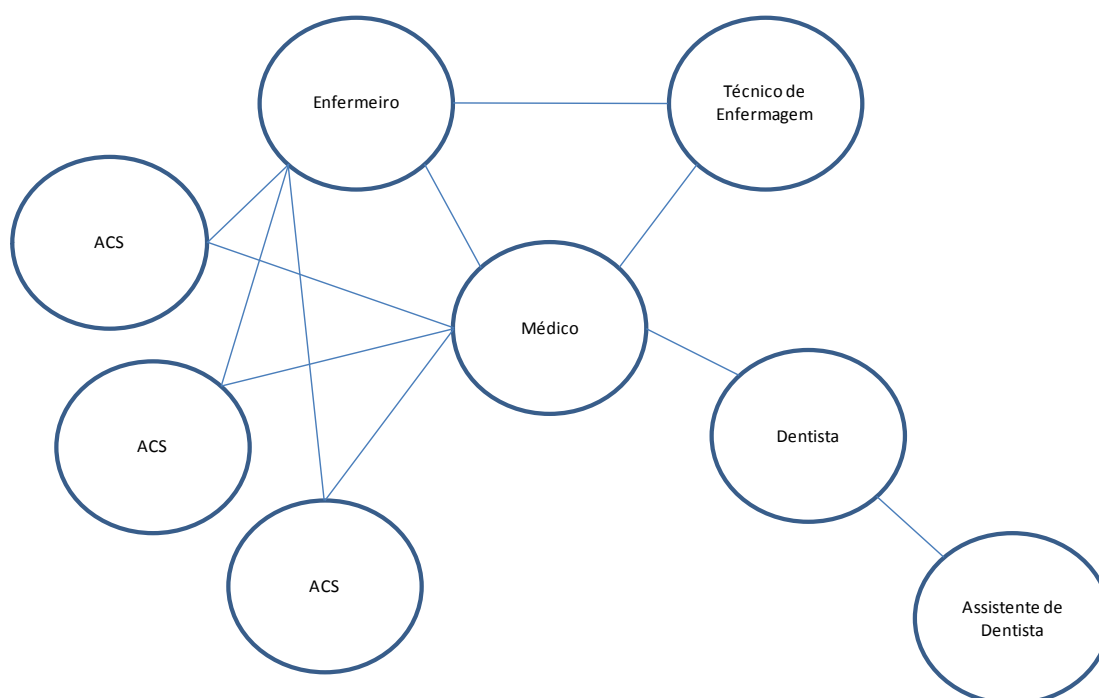 Enfermeiro
Técnico de
Enfermagem
ACS
Médico
ACS
Dentista
ACS
Assistente de
Dentista